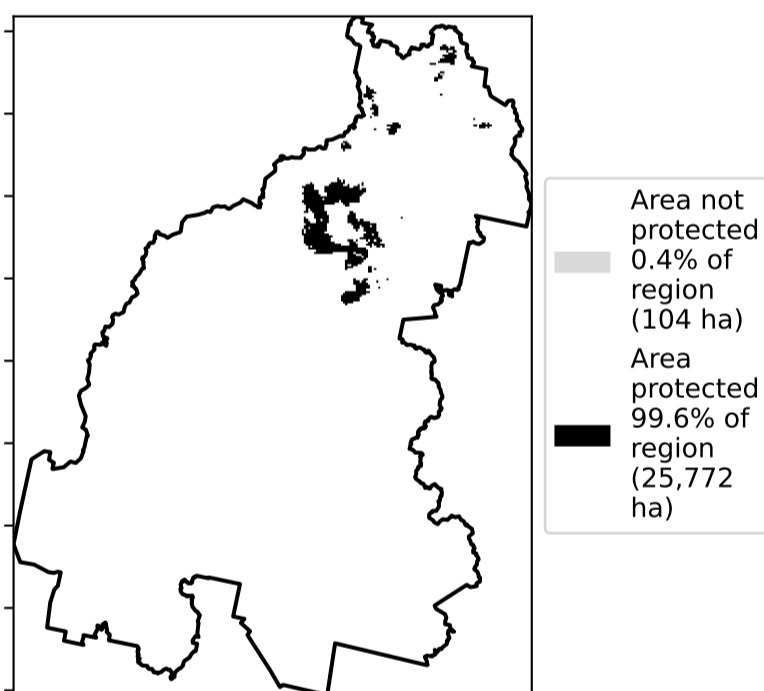 Area not
protected
0.4% of
region
(104 ha)
Area
protected
99.6% of
region
(25,772
ha)